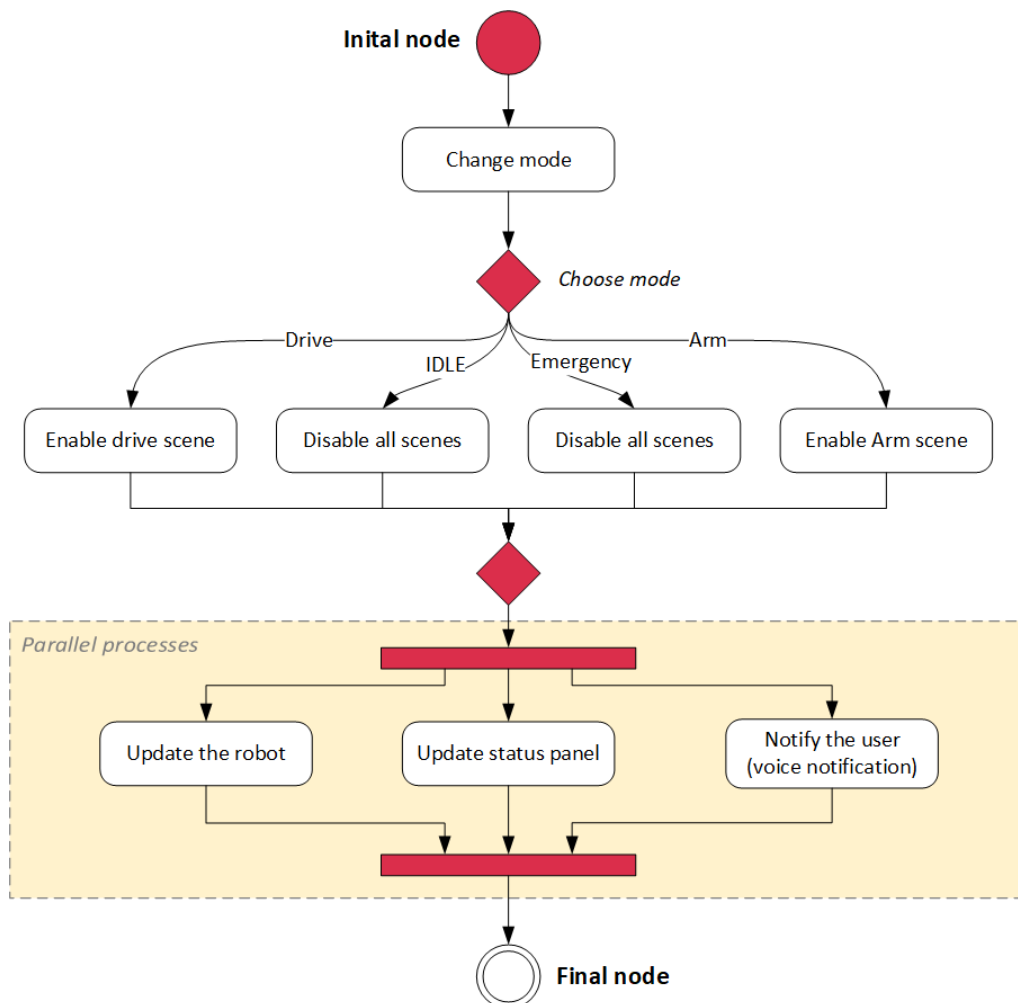 Inital node
Change mode
Choose mode
Drive
Arm
IDLE
Emergency
Enable drive scene
Disable all scenes
Disable all scenes
Enable Arm scene
Parallel processes
Update the robot
Update status panel
Notify the user
(voice notification)
Final node